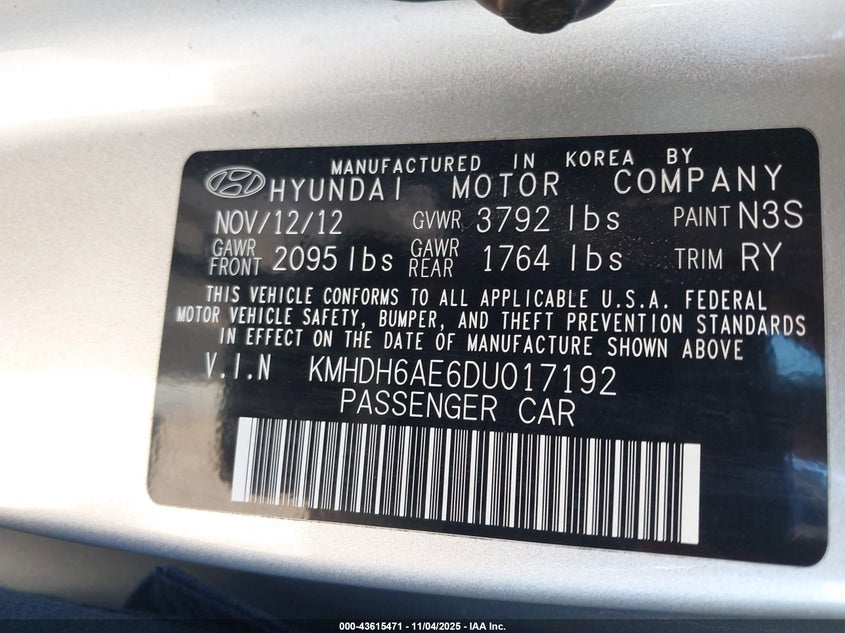 MANUFACTURED IN KOREA BY
HYUNDAI MOTOR COMPANY
NOV/12/12 GVWR 3792 lbs PAINT N3S
GAWR FRONT 2095 lbs GAWR REAR 1764 lbs TRIM RY
THIS VEHICLE CONFORMS TO ALL APPLICABLE U.S.A. FEDERAL
MOTOR VEHICLE SAFETY, BUMPER, AND THEFT PREVENTION STANDARDS
IN EFFECT ON THE DATE OF MANUFACTURE SHOWN ABOVE
V.I.N KMHDH6AE6DU017192
PASSENGER CAR
000-43615471 - 11/04/2025 - IAA Inc.